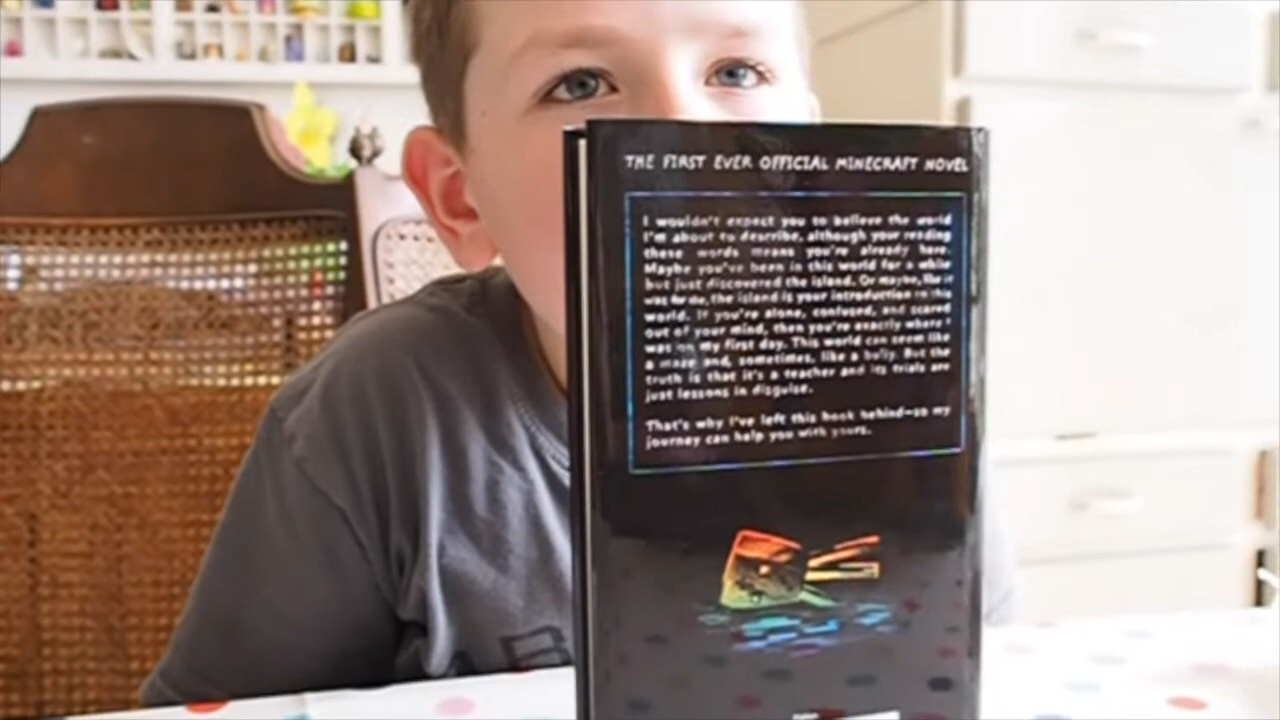 THE FIRST EVER OFFICIAL MINECRAFT NOVEL
I wouldn't expect you to believe the world
I'm about to describe, although your reading
these words means you're already here.
Maybe you've been in this world for a while
but just discovered the island. Or maybe, like it
was for me, the island is your introduction to this
world. If you're alone, confused, and scared
out of your mind, then you're exactly where I
was on my first day. This world can seem like
a maze and, sometimes, like a bully. But the
truth is that it's a teacher and its trials are
just lessons in disguise.
That's why I've left this book behind—so my
journey can help you with yours.
AB